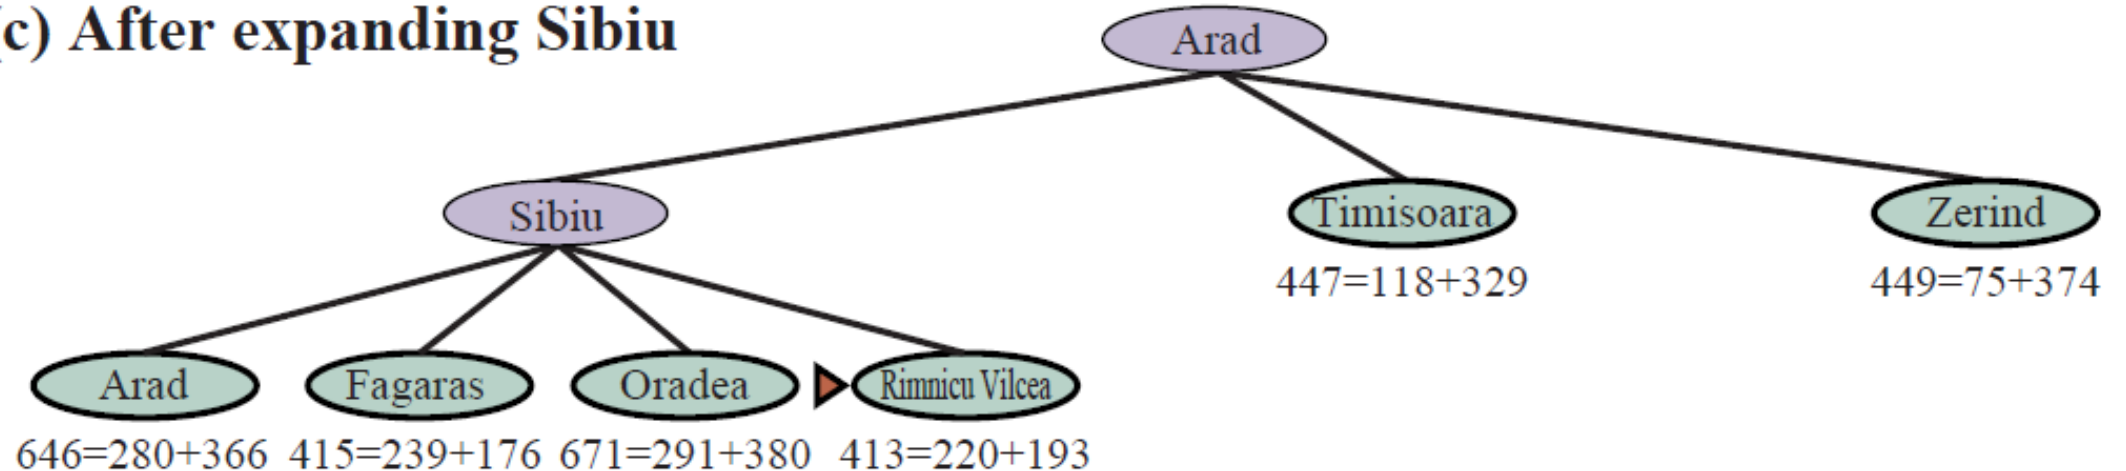 (c) After expanding Sibiu
Arad
Sibiu
Timisoara
Zerind
447=118+329
449=75+374
Arad
Fagaras
Oradea
Rimnicu Vilcea
646=280+366
415=239+176
671=291+380
413=220+193